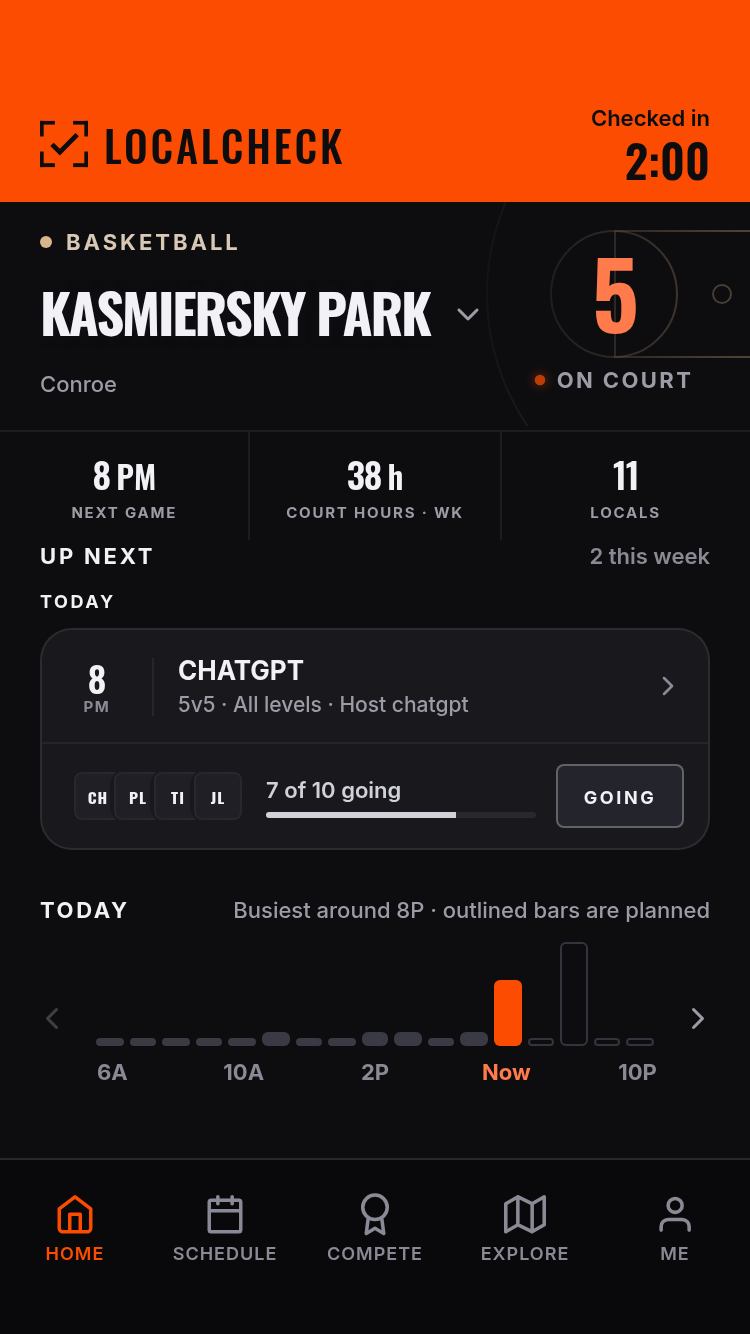 Checked in
LOCALCHECK
2:00
BASKETBALL
KASMIERSKY PARK
5
Conroe
ON COURT
8 PM
NEXT GAME
38 h
COURT HOURS · WK
11
LOCALS
UP NEXT
2 this week
TODAY
8
PM
CHATGPT
5v5 · All levels · Host chatgpt
CH
PL
TI
JL
7 of 10 going
GOING
TODAY
Busiest around 8P · outlined bars are planned
6A
10A
2P
Now
10P
HOME
SCHEDULE
COMPETE
EXPLORE
ME